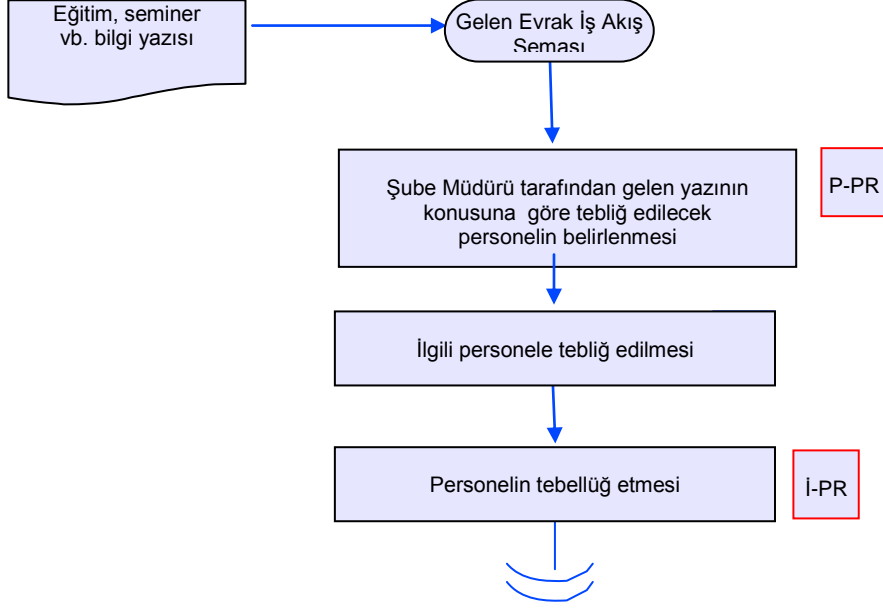 Eğitim, seminer
vb. bilgi yazısı
Gelen Evrak İş Akış
Şeması
Şube Müdürü tarafından gelen yazının
konusuna göre tebliğ edilecek
personelin belirlenmesi
P-PR
İlgili personele tebliğ edilmesi
Personelin tebellüğ etmesi
İ-PR